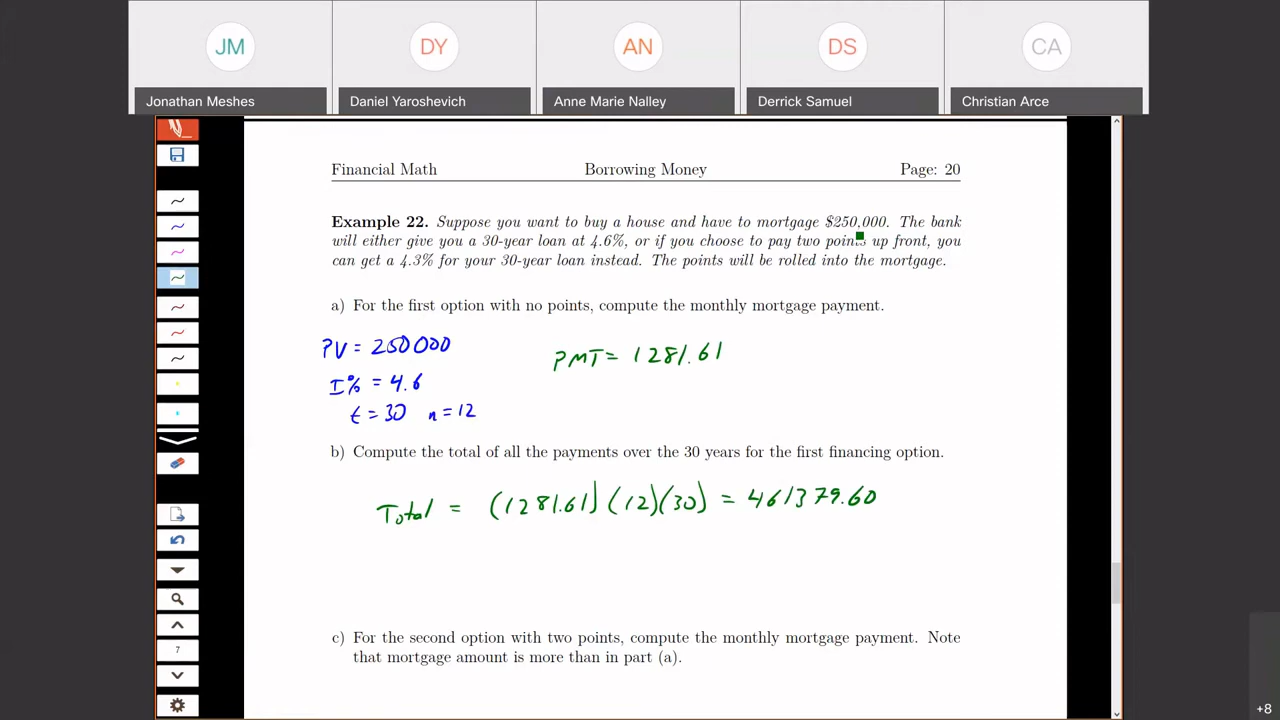 JM
DY
AN
DS
CA
Jonathan Meshes
Daniel Yaroshevich
Anne Marie Nalley
Derrick Samuel
Christian Arce
Financial Math Borrowing Money Page: 20
Example 22. Suppose you want to buy a house and have to mortgage $250,000. The bank
will either give you a 30-year loan at 4.6%, or if you choose to pay two points up front, you
can get a 4.3% for your 30-year loan instead. The points will be rolled into the mortgage.
a) For the first option with no points, compute the monthly mortgage payment.
PV = 250000
PMT = 1281.61
I% = 4.6
t = 30 n = 12
b) Compute the total of all the payments over the 30 years for the first financing option.
Total = (1281.61)(12)(30) = 461379.60
c) For the second option with two points, compute the monthly mortgage payment. Note
that mortgage amount is more than in part (a).
7
+8